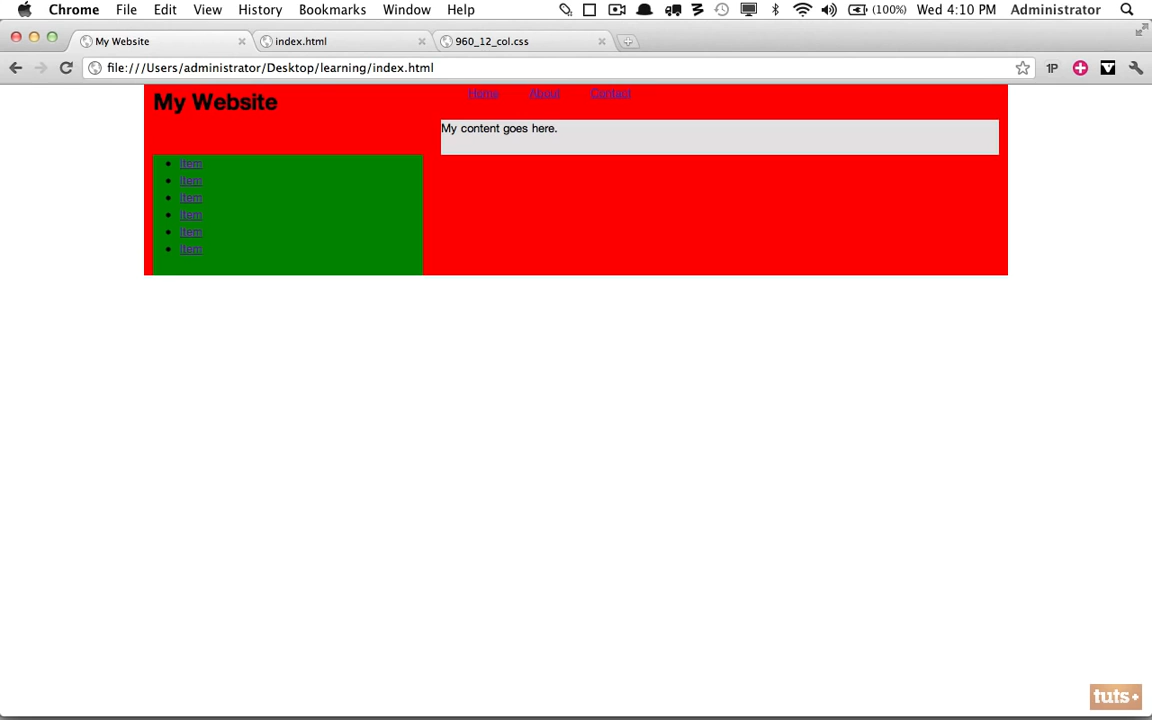 Chrome File Edit View History Bookmarks Window Help (100%) Wed 4:10 PM Administrator
My Website index.html 960_12_col.css
file:///Users/administrator/Desktop/learning/index.html 1P
My Website
Home About Contact
My content goes here.
Item
Item
Item
Item
Item
Item
tuts+